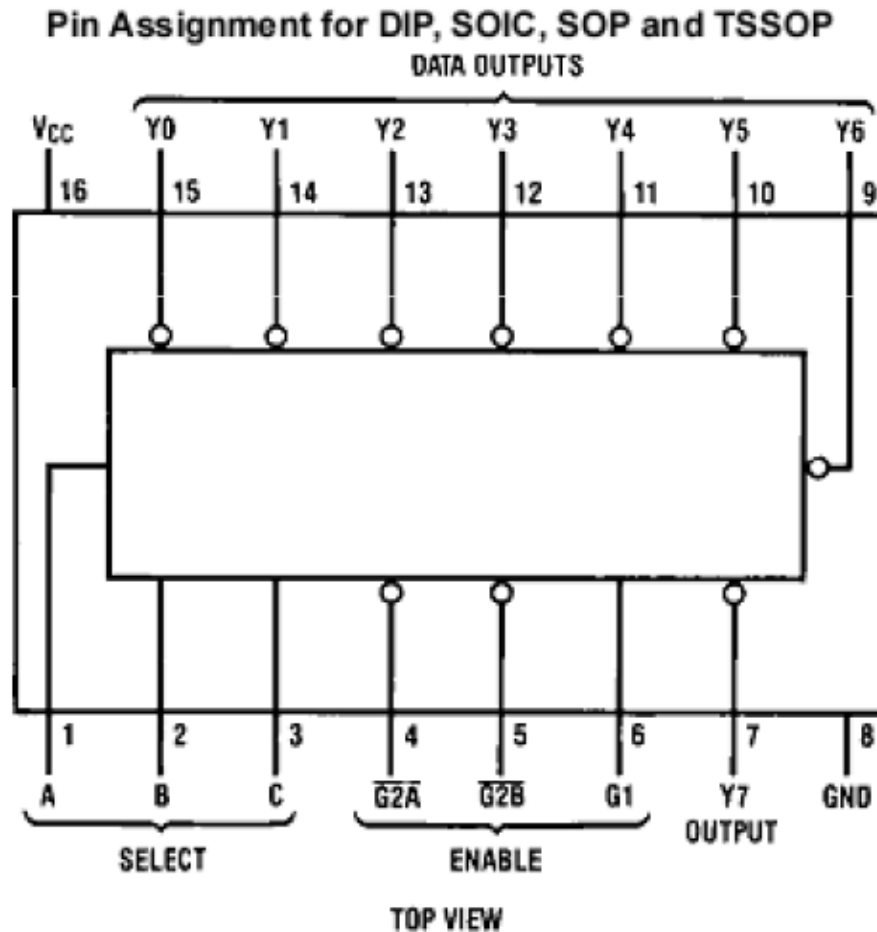 Pin Assignment for DIP, SOIC, SOP and TSSOP
DATA OUTPUTS
VCC Y0 Y1 Y2 Y3 Y4 Y5 Y6
16 15 14 13 12 11 10 9
1 2 3 4 5 6 7 8
A B C G2A G2B G1 Y7 GND
OUTPUT
SELECT ENABLE
TOP VIEW